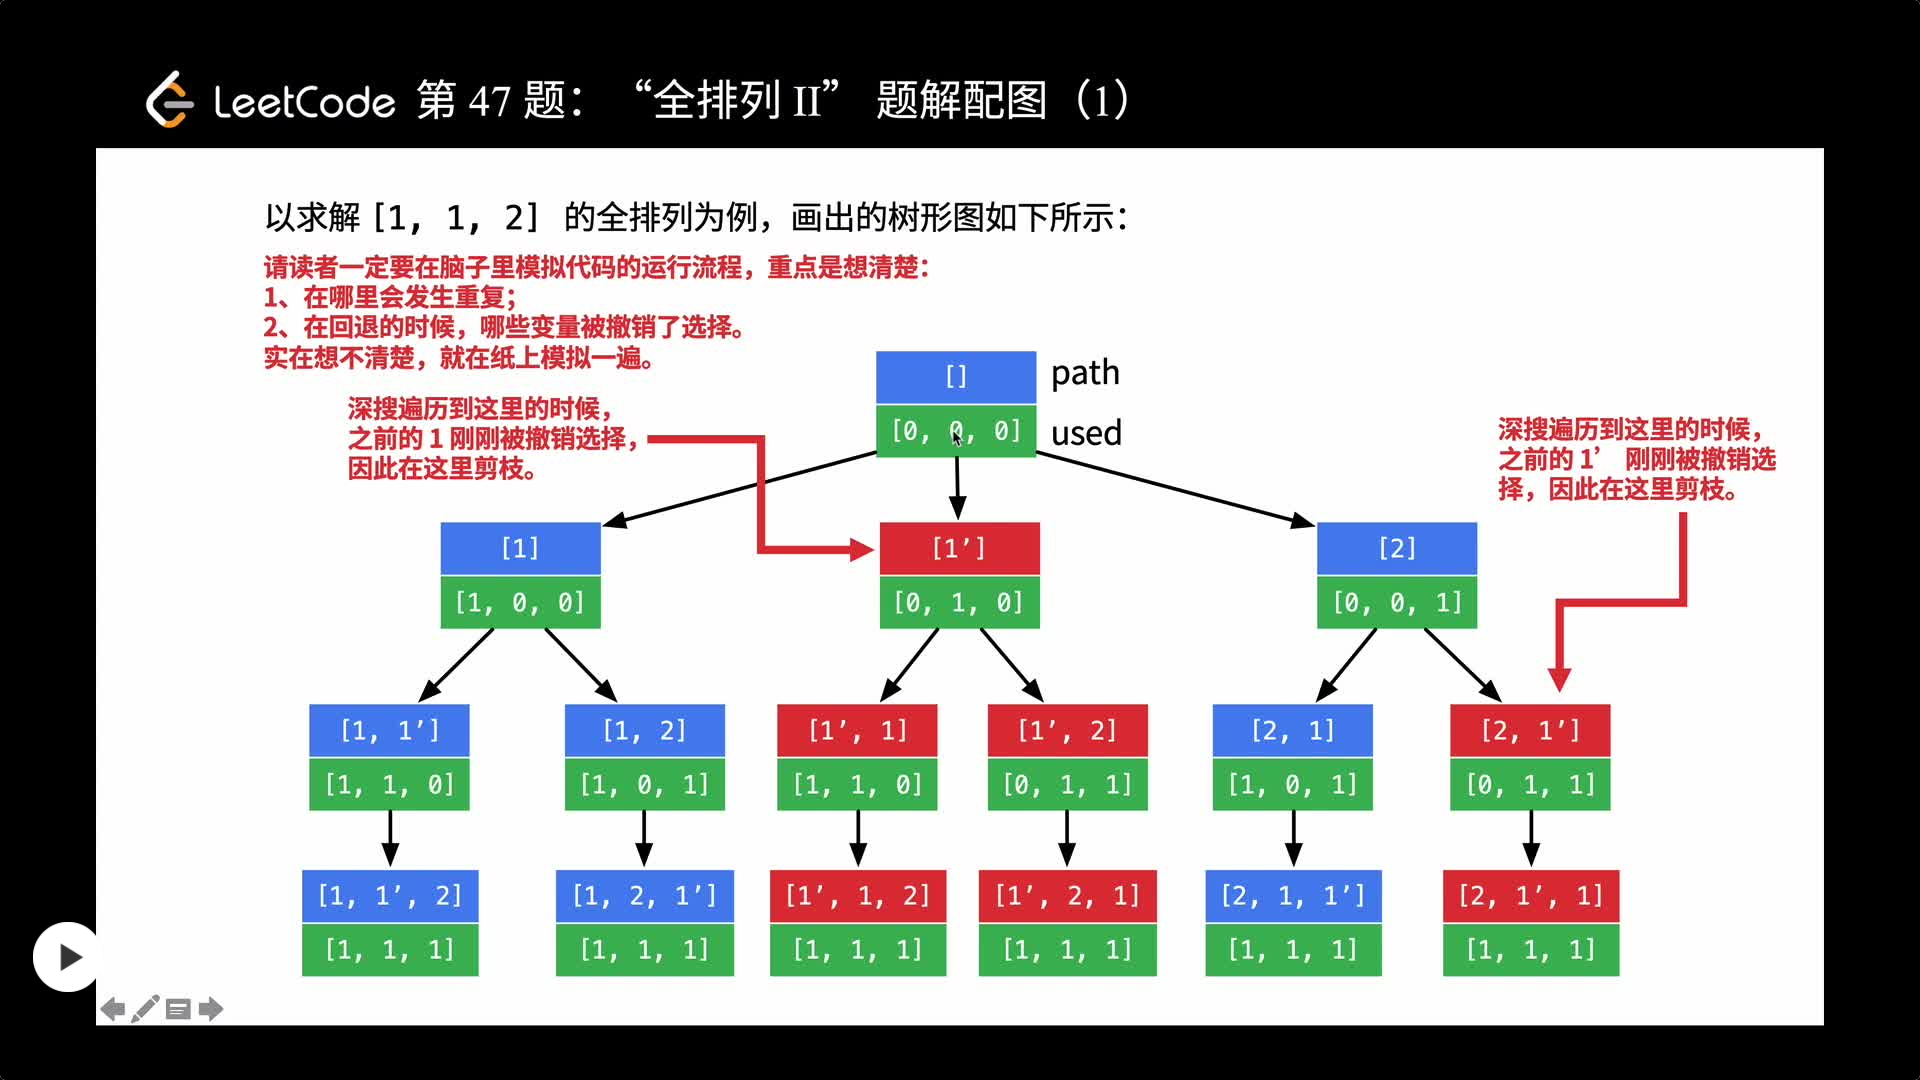 LeetCode 第 47 题：“全排列 II” 题解配图（1）
以求解 [1, 1, 2] 的全排列为例，画出的树形图如下所示：
请读者一定要在脑子里模拟代码的运行流程，重点是想清楚：
1、在哪里会发生重复；
2、在回退的时候，哪些变量被撤销了选择。
实在想不清楚，就在纸上模拟一遍。
[] path
[0, 0, 0] used
深搜遍历到这里的时候，
之前的 1 刚刚被撤销选择，
因此在这里剪枝。
深搜遍历到这里的时候，
之前的 1’ 刚刚被撤销选
择，因此在这里剪枝。
[1] [1’] [2]
[1, 0, 0] [0, 1, 0] [0, 0, 1]
[1, 1’] [1, 2] [1’, 1] [1’, 2] [2, 1] [2, 1’]
[1, 1, 0] [1, 0, 1] [1, 1, 0] [0, 1, 1] [1, 0, 1] [0, 1, 1]
[1, 1’, 2] [1, 2, 1’] [1’, 1, 2] [1’, 2, 1] [2, 1, 1’] [2, 1’, 1]
[1, 1, 1] [1, 1, 1] [1, 1, 1] [1, 1, 1] [1, 1, 1] [1, 1, 1]